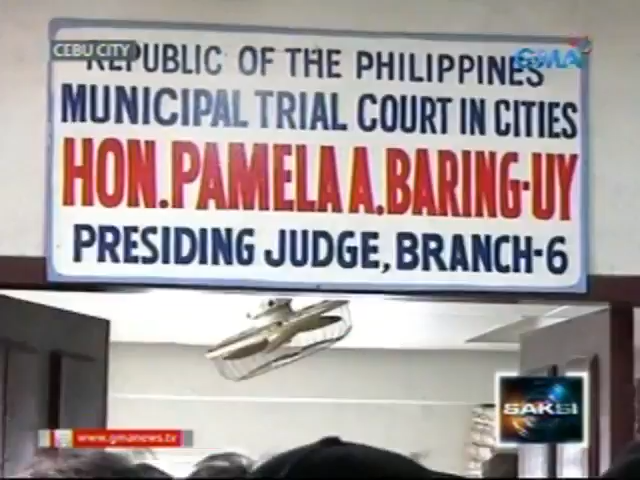 CEBU CITY
REPUBLIC OF THE PHILIPPINES
GMA
MUNICIPAL TRIAL COURT IN CITIES
HON. PAMELA A. BARING-UY
PRESIDING JUDGE, BRANCH-6
SAKSI
www.gmanews.tv